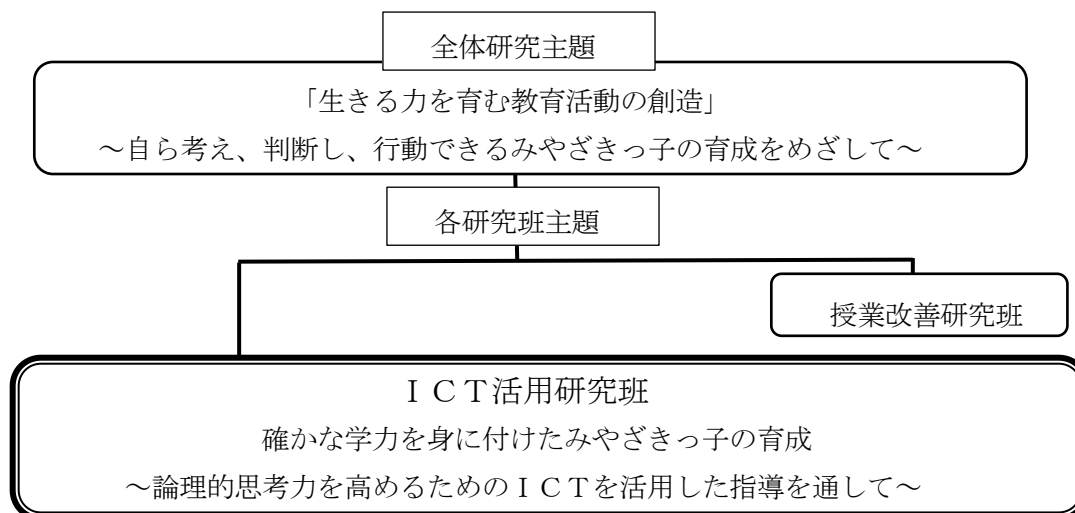 全体研究主題
「生きる力を育む教育活動の創造」
～自ら考え、判断し、行動できるみやざきっ子の育成をめざして～
各研究班主題
授業改善研究班
ＩＣＴ活用研究班
確かな学力を身に付けたみやざきっ子の育成
～論理的思考力を高めるためのＩＣＴを活用した指導を通して～